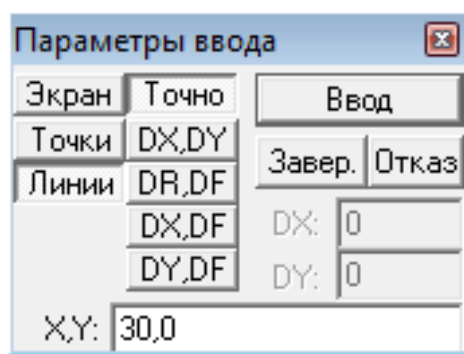 Параметры ввода
Экран Точно Ввод
Точки DX,DY Завер. Отказ
Линии DR,DF
DX,DF DX: 0
DY,DF DY: 0
X,Y: 30,0